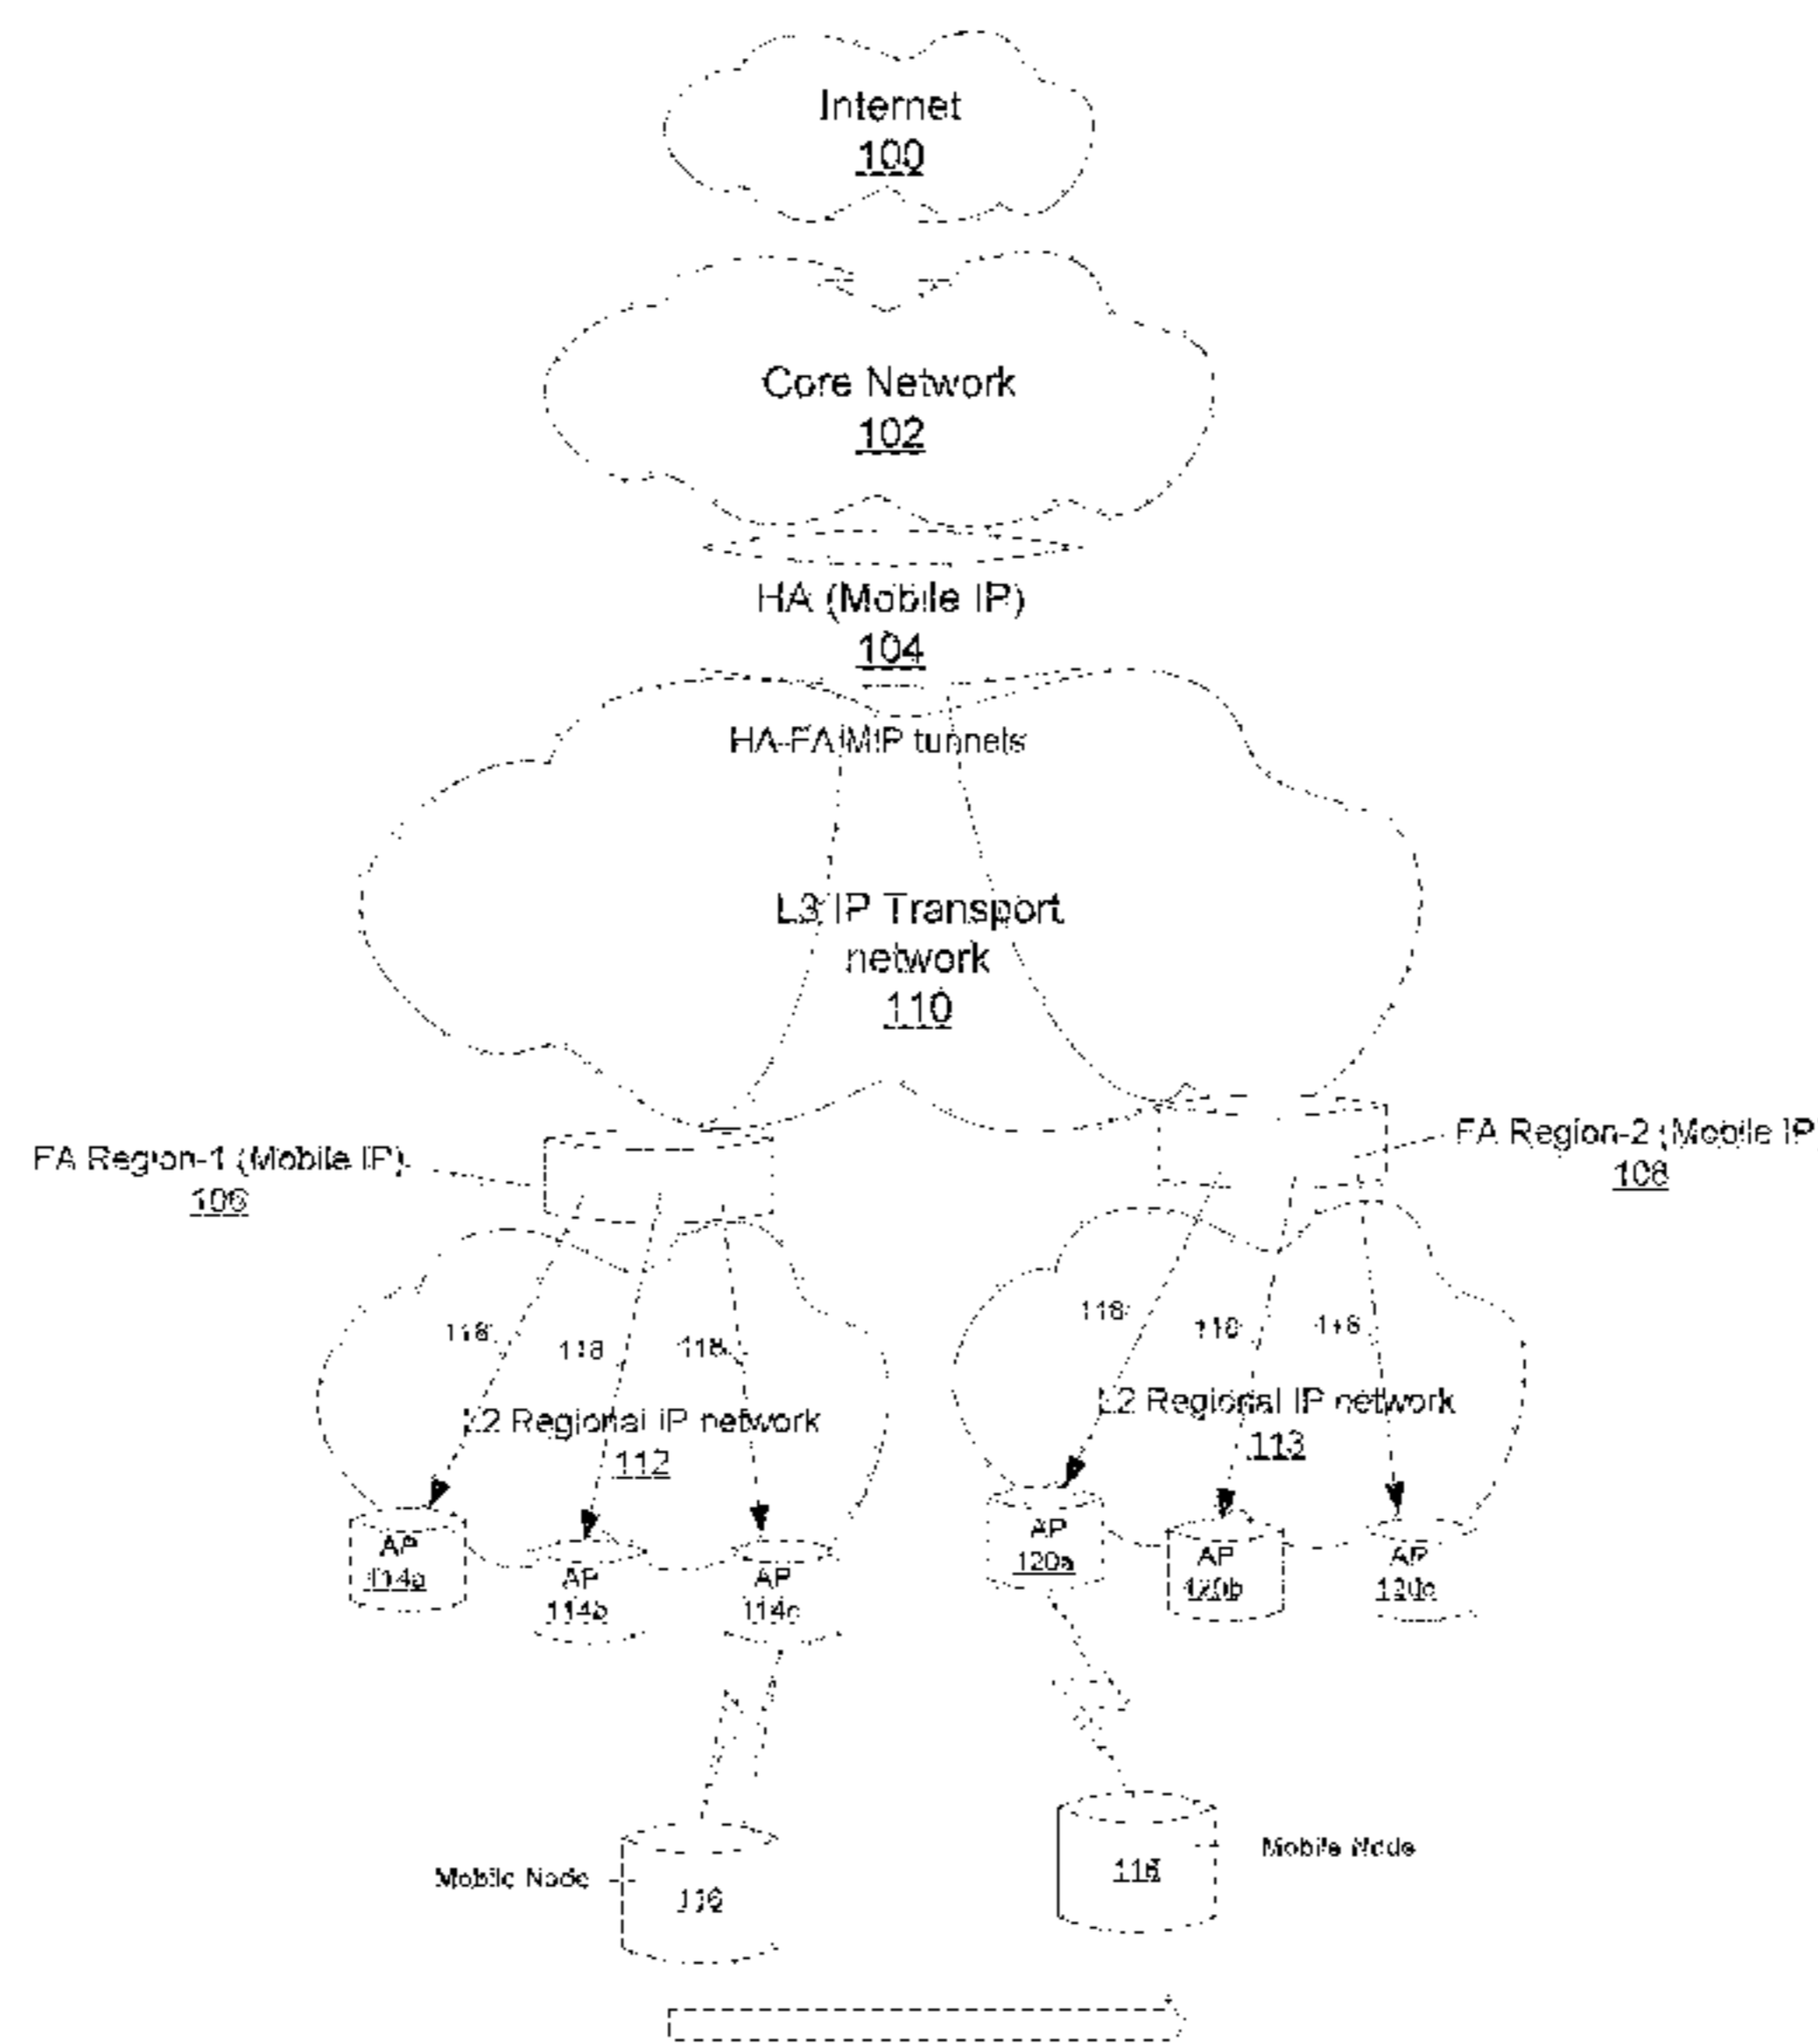 Internet
100
Core Network
102
HA (Mobile IP)
104
HA-FA MIP tunnels
L3 IP Transport
network
110
FA Region-1 (Mobile IP)
106
FA Region-2 (Mobile IP
108
118
118
118
118
118
118
L2 Regional IP network
112
L2 Regional IP network
113
AP
114a
AP
114b
AP
114c
AP
120a
AP
120b
AP
120c
Mobile Node
116
116
Mobile Node